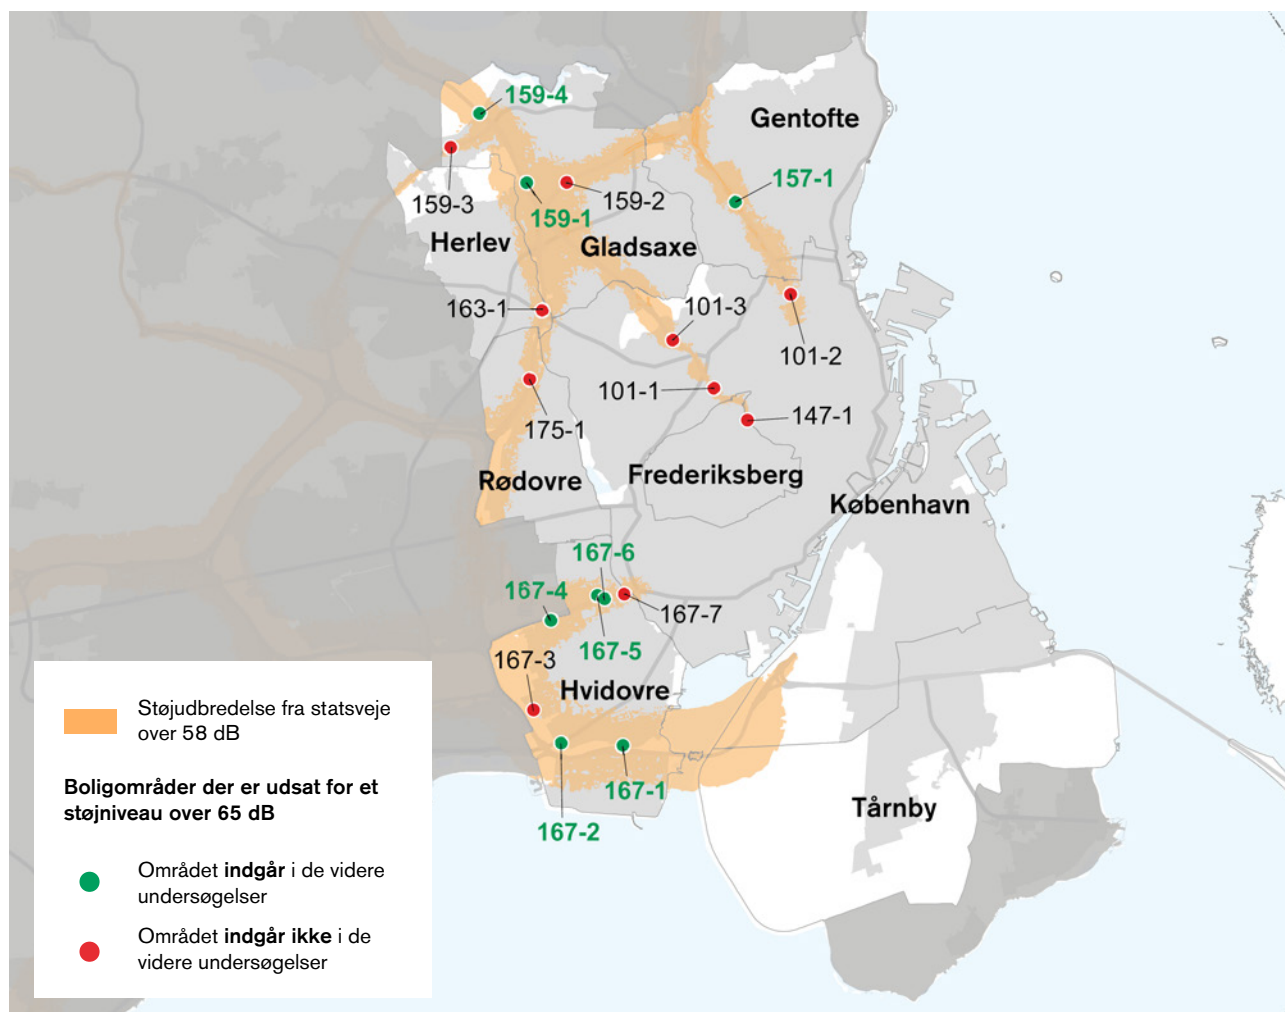 159-4
Gentofte
157-1
159-3
159-1
159-2
Herlev
Gladsaxe
163-1
101-3
101-2
101-1
147-1
175-1
Rødovre
Frederiksberg
København
167-6
167-4
167-7
167-5
167-3
Hvidovre
167-1
167-2
Tårnby
Støjudbredelse fra statsveje
over 58 dB
Boligområder der er udsat for et
støjniveau over 65 dB
Området indgår i de videre
undersøgelser
Området indgår ikke i de
videre undersøgelser